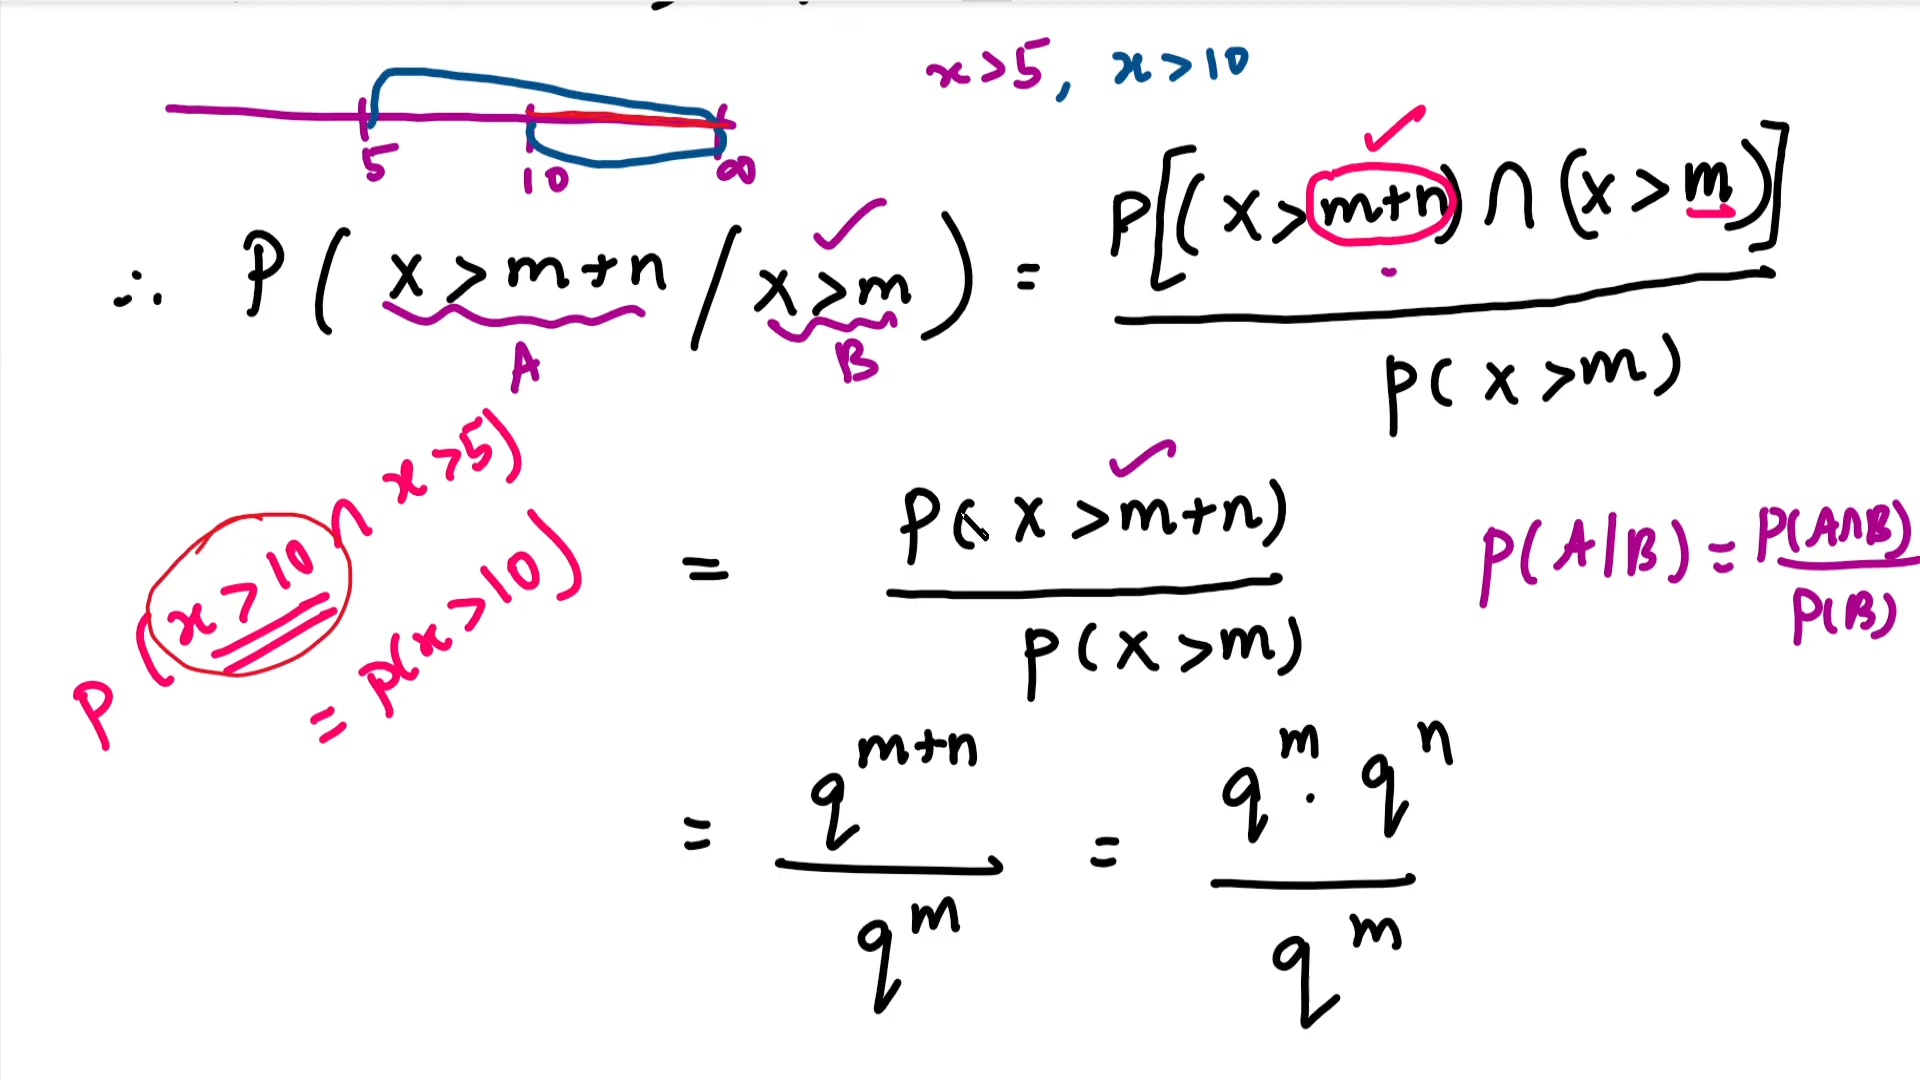 x>5, x>10
5 10 ∞
∴ P( X>m+n / X>m ) = P[(X>m+n) ∩ (X>m)]
P(X>m)
A B
P(x>10 ∩ x>5)
= P(x>10)
= P(X>m+n)
P(X>m)
P(A|B) = P(A∩B)
P(B)
= q^{m+n} = q^m · q^n
q^m q^m